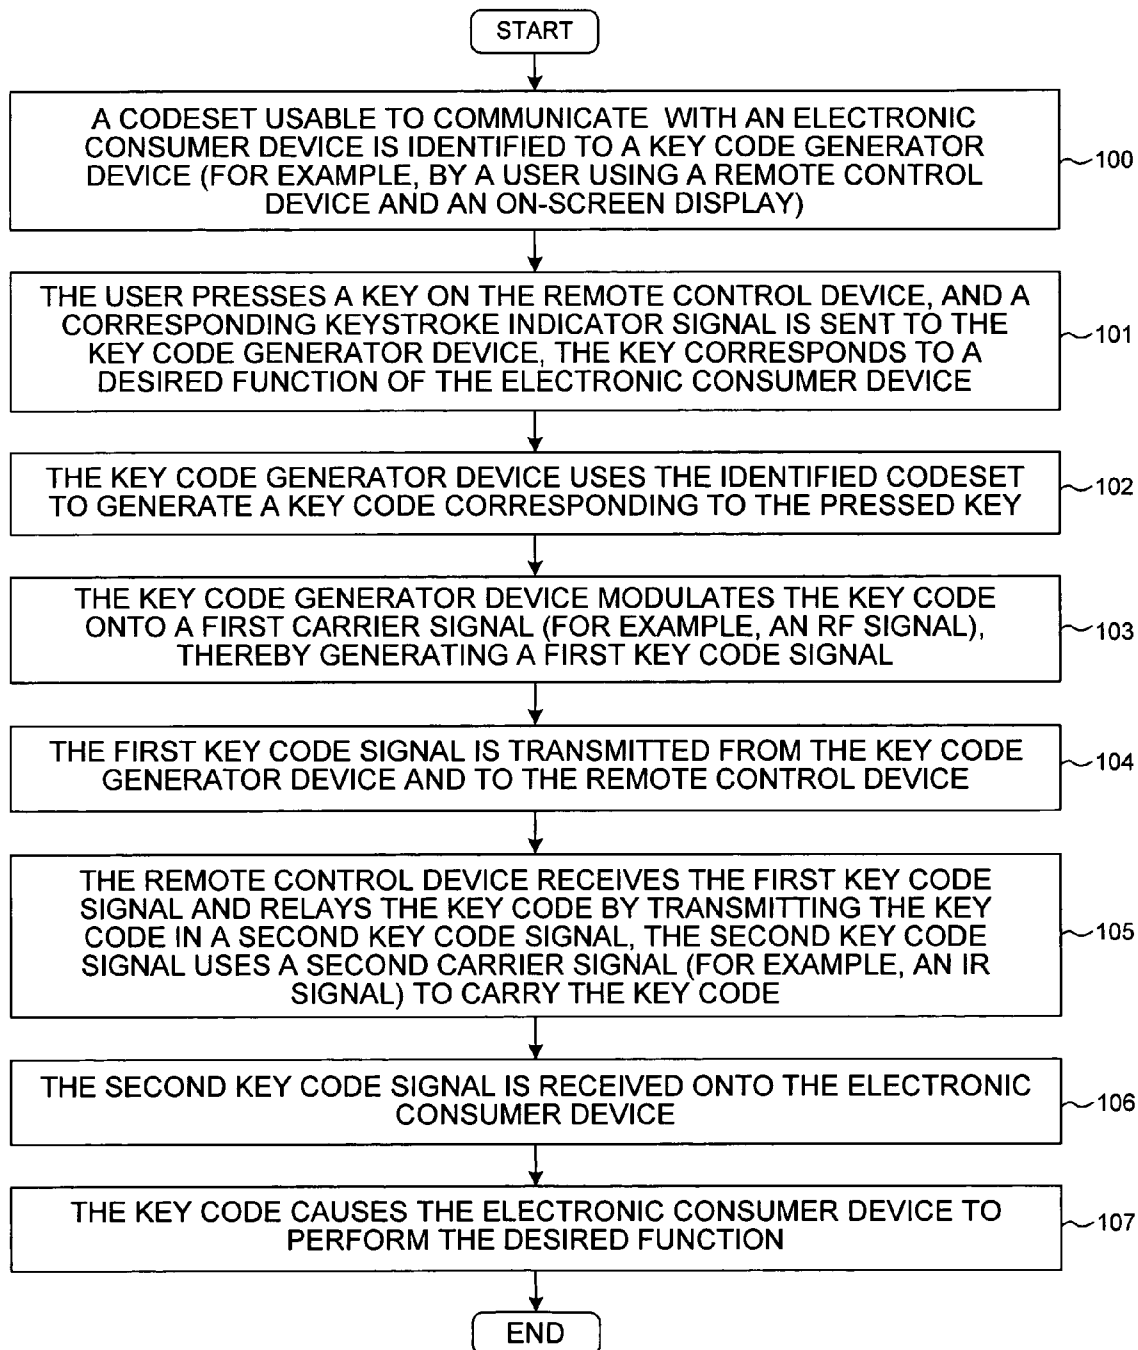 START
A CODESET USABLE TO COMMUNICATE WITH AN ELECTRONIC
CONSUMER DEVICE IS IDENTIFIED TO A KEY CODE GENERATOR
DEVICE (FOR EXAMPLE, BY A USER USING A REMOTE CONTROL
DEVICE AND AN ON-SCREEN DISPLAY)
100
THE USER PRESSES A KEY ON THE REMOTE CONTROL DEVICE, AND A
CORRESPONDING KEYSTROKE INDICATOR SIGNAL IS SENT TO THE
KEY CODE GENERATOR DEVICE, THE KEY CORRESPONDS TO A
DESIRED FUNCTION OF THE ELECTRONIC CONSUMER DEVICE
101
THE KEY CODE GENERATOR DEVICE USES THE IDENTIFIED CODESET
TO GENERATE A KEY CODE CORRESPONDING TO THE PRESSED KEY
102
THE KEY CODE GENERATOR DEVICE MODULATES THE KEY CODE
ONTO A FIRST CARRIER SIGNAL (FOR EXAMPLE, AN RF SIGNAL),
THEREBY GENERATING A FIRST KEY CODE SIGNAL
103
THE FIRST KEY CODE SIGNAL IS TRANSMITTED FROM THE KEY CODE
GENERATOR DEVICE AND TO THE REMOTE CONTROL DEVICE
104
THE REMOTE CONTROL DEVICE RECEIVES THE FIRST KEY CODE
SIGNAL AND RELAYS THE KEY CODE BY TRANSMITTING THE KEY
CODE IN A SECOND KEY CODE SIGNAL, THE SECOND KEY CODE
SIGNAL USES A SECOND CARRIER SIGNAL (FOR EXAMPLE, AN IR
SIGNAL) TO CARRY THE KEY CODE
105
THE SECOND KEY CODE SIGNAL IS RECEIVED ONTO THE ELECTRONIC
CONSUMER DEVICE
106
THE KEY CODE CAUSES THE ELECTRONIC CONSUMER DEVICE TO
PERFORM THE DESIRED FUNCTION
107
END